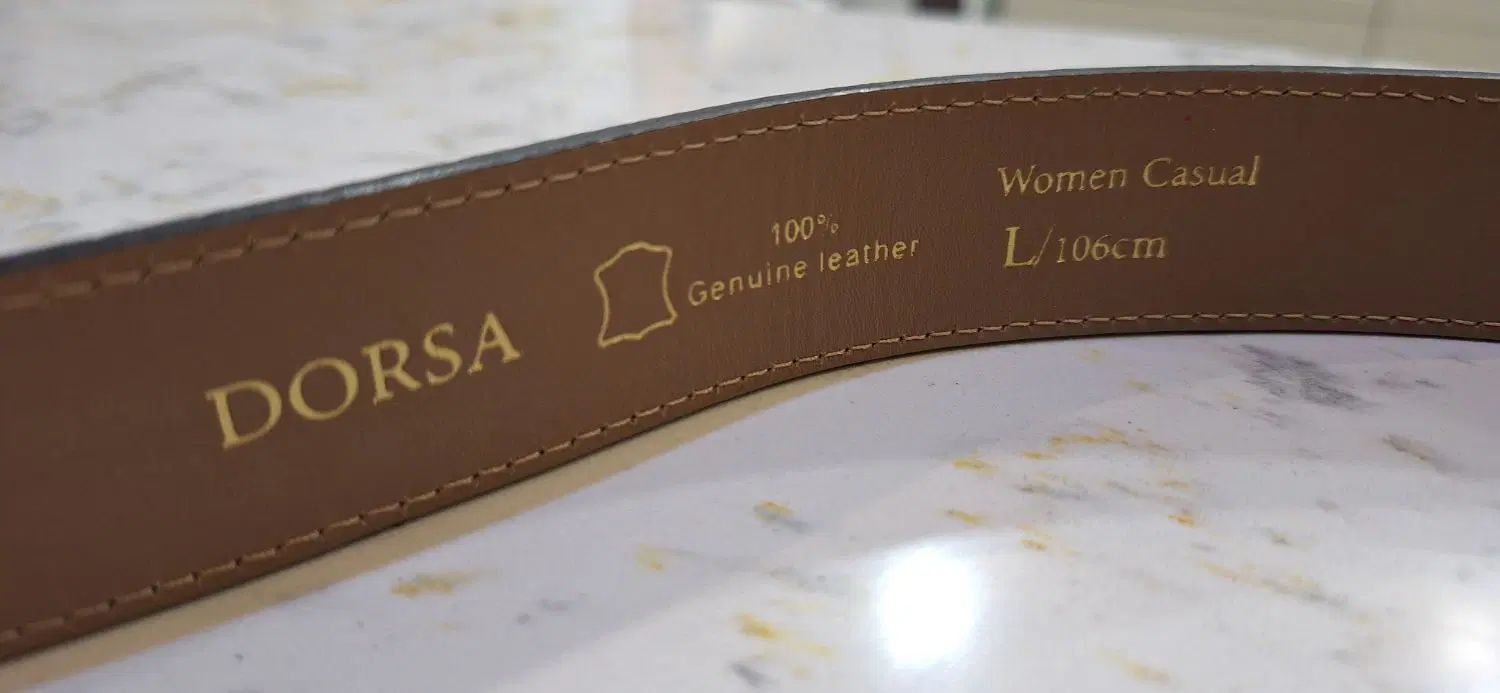 DORSA
100%
Genuine leather
Women Casual
L/106cm